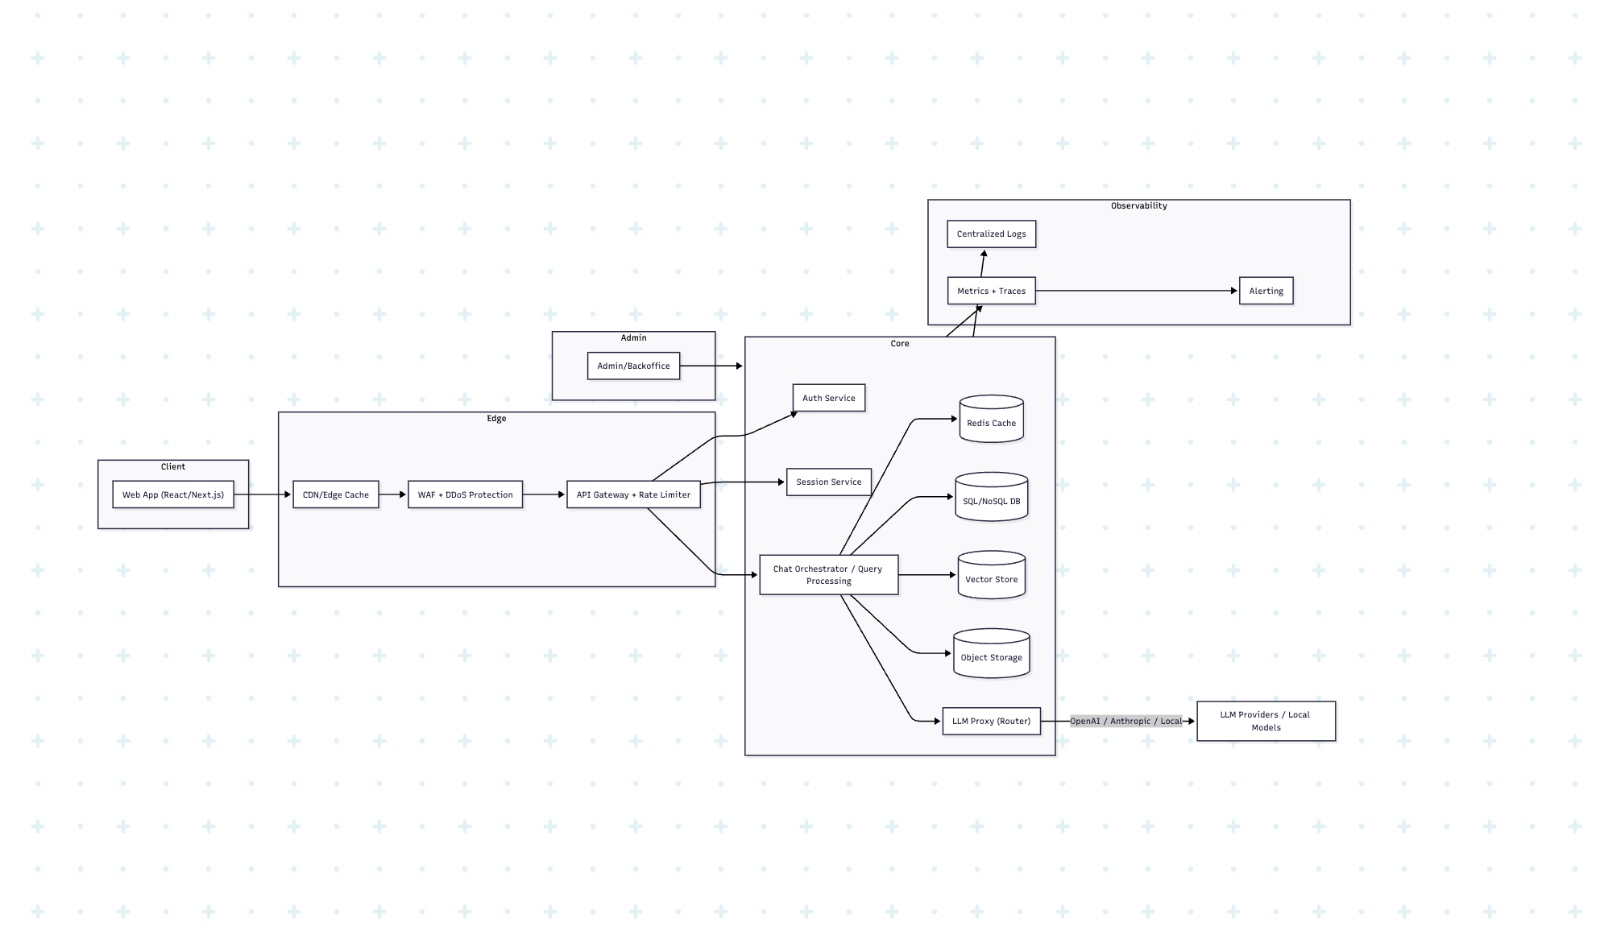 Observability
Centralized Logs
Metrics + Traces
Alerting
Admin
Admin/Backoffice
Core
Auth Service
Redis Cache
Edge
Client
Web App (React/Next.js)
CDN/Edge Cache
WAF + DDoS Protection
API Gateway + Rate Limiter
Session Service
SQL/NoSQL DB
Chat Orchestrator / Query
Processing
Vector Store
Object Storage
LLM Proxy (Router)
OpenAI / Anthropic / Local
LLM Providers / Local
Models